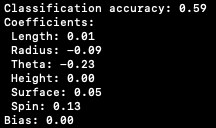 Classification accuracy: 0.59
Coefficients:
Length: 0.01
Radius: -0.09
Theta: -0.23
Height: 0.00
Surface: 0.05
Spin: 0.13
Bias: 0.00